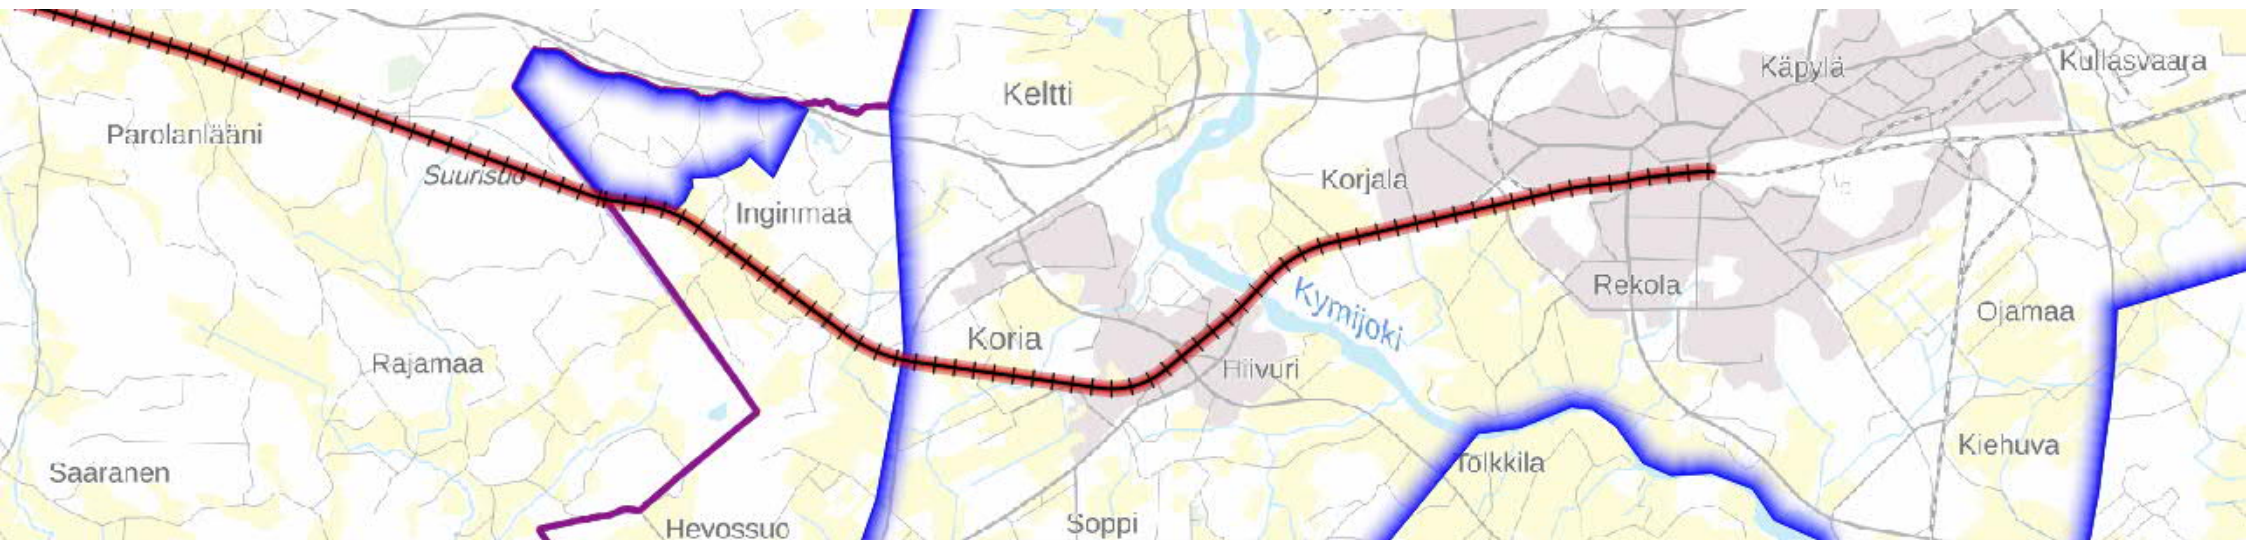 Kullasvaara
Käpylä
Keltti
Parolanlääni
Suurisuo
Korjala
Inginmaa
Rekola
Kymijoki
Ojamaa
Koria
Rajamaa
Hiivuri
Kiehuva
Tolkkila
Saaranen
Soppi
Hevossuo